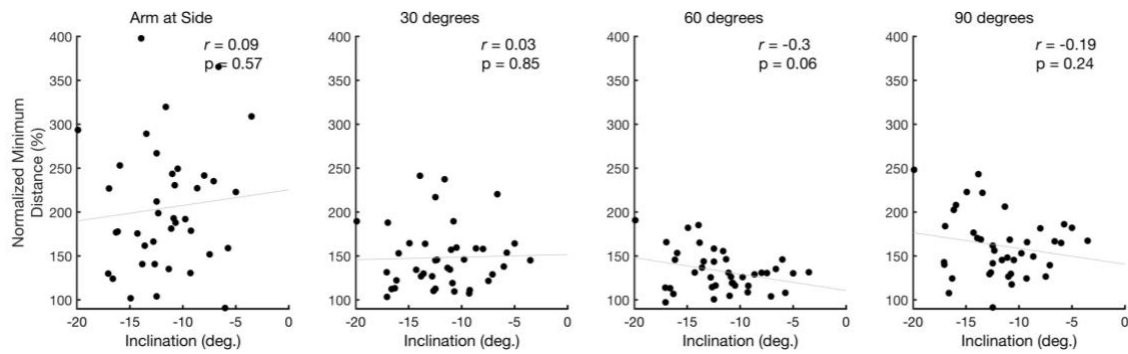 Arm at Side
30 degrees
60 degrees
90 degrees
r = 0.09
p = 0.57
r = 0.03
p = 0.85
r = -0.3
p = 0.06
r = -0.19
p = 0.24
Normalized Minimum
Distance (%)
400
350
300
250
200
150
100
-20 -15 -10 -5 0
Inclination (deg.)
400
350
300
250
200
150
100
-20 -15 -10 -5 0
Inclination (deg.)
400
350
300
250
200
150
100
-20 -15 -10 -5 0
Inclination (deg.)
400
350
300
250
200
150
100
-20 -15 -10 -5 0
Inclination (deg.)